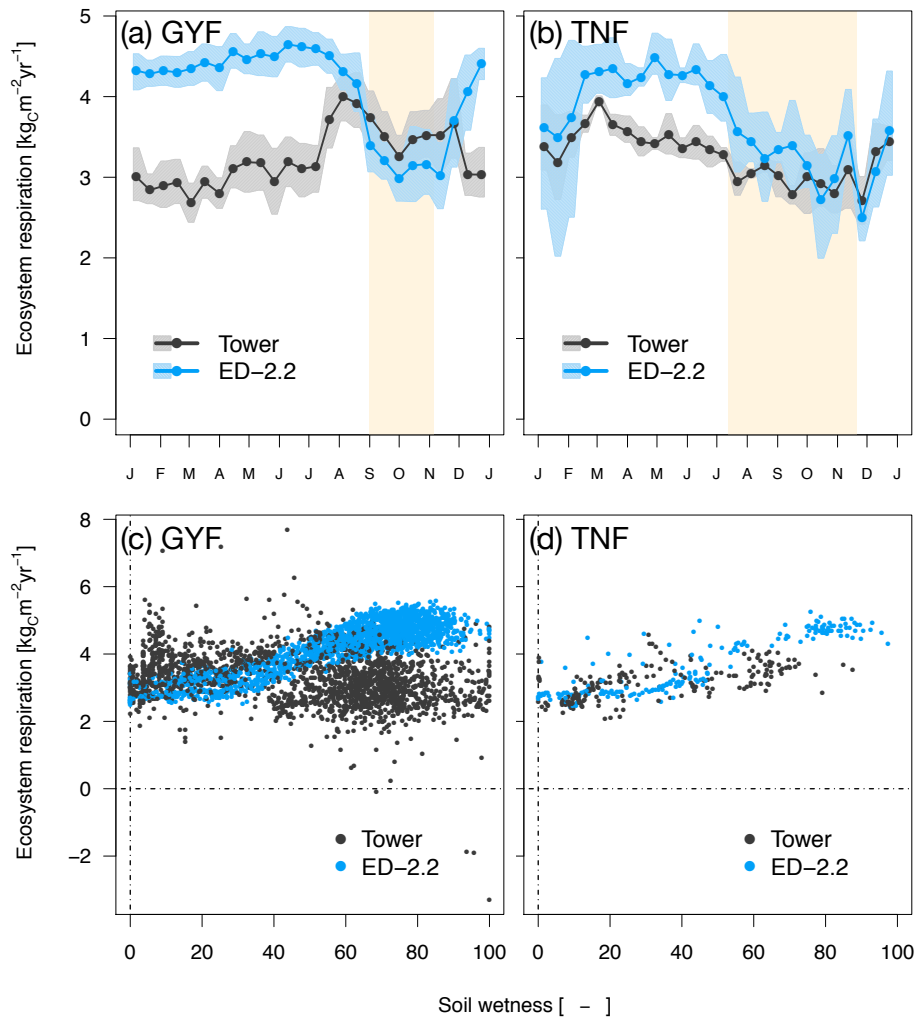 (a) GYF
(b) TNF
Ecosystem respiration [kgCm−2yr−1]
5
4
3
2
1
0
Tower
ED−2.2
Tower
ED−2.2
J F M A M J J A S O N D J
J F M A M J J A S O N D J
(c) GYF
(d) TNF
Ecosystem respiration [kgCm−2yr−1]
8
6
4
2
0
−2
Tower
ED−2.2
Tower
ED−2.2
0 20 40 60 80 100
0 20 40 60 80 100
Soil wetness [ − ]